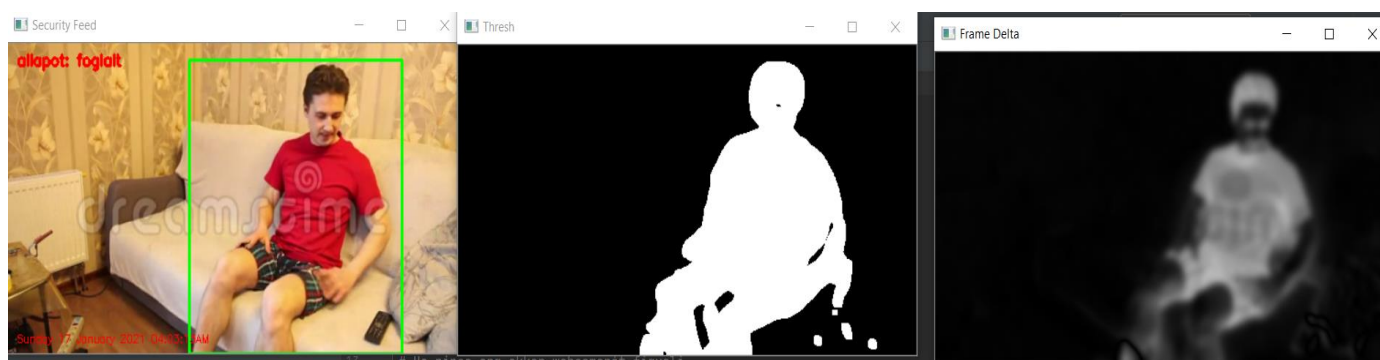 Security Feed
Thresh
Frame Delta
allapot: foglalt
dreamstime
Sunday 17 January 2021